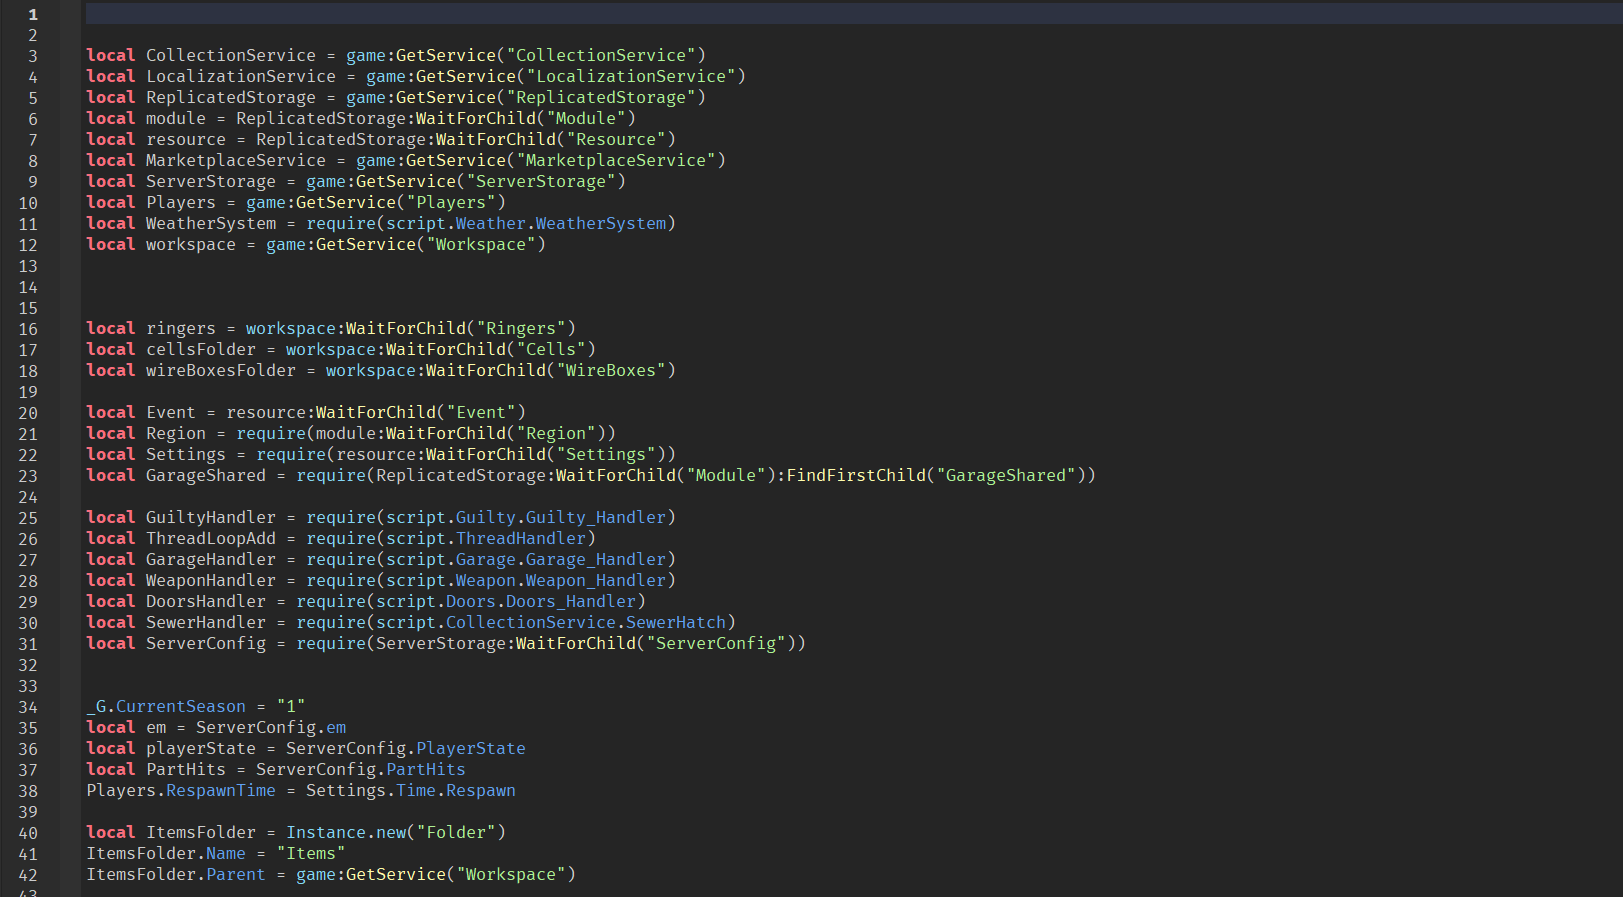 1
2
3 local CollectionService = game:GetService("CollectionService")
4 local LocalizationService = game:GetService("LocalizationService")
5 local ReplicatedStorage = game:GetService("ReplicatedStorage")
6 local module = ReplicatedStorage:WaitForChild("Module")
7 local resource = ReplicatedStorage:WaitForChild("Resource")
8 local MarketplaceService = game:GetService("MarketplaceService")
9 local ServerStorage = game:GetService("ServerStorage")
10 local Players = game:GetService("Players")
11 local WeatherSystem = require(script.Weather.WeatherSystem)
12 local workspace = game:GetService("Workspace")
13
14
15
16 local ringers = workspace:WaitForChild("Ringers")
17 local cellsFolder = workspace:WaitForChild("Cells")
18 local wireBoxesFolder = workspace:WaitForChild("WireBoxes")
19
20 local Event = resource:WaitForChild("Event")
21 local Region = require(module:WaitForChild("Region"))
22 local Settings = require(resource:WaitForChild("Settings"))
23 local GarageShared = require(ReplicatedStorage:WaitForChild("Module"):FindFirstChild("GarageShared"))
24
25 local GuiltyHandler = require(script.Guilty.Guilty_Handler)
26 local ThreadLoopAdd = require(script.ThreadHandler)
27 local GarageHandler = require(script.Garage.Garage_Handler)
28 local WeaponHandler = require(script.Weapon.Weapon_Handler)
29 local DoorsHandler = require(script.Doors.Doors_Handler)
30 local SewerHandler = require(script.CollectionService.SewerHatch)
31 local ServerConfig = require(ServerStorage:WaitForChild("ServerConfig"))
32
33
34 _G.CurrentSeason = "1"
35 local em = ServerConfig.em
36 local playerState = ServerConfig.PlayerState
37 local PartHits = ServerConfig.PartHits
38 Players.RespawnTime = Settings.Time.Respawn
39
40 local ItemsFolder = Instance.new("Folder")
41 ItemsFolder.Name = "Items"
42 ItemsFolder.Parent = game:GetService("Workspace")
43